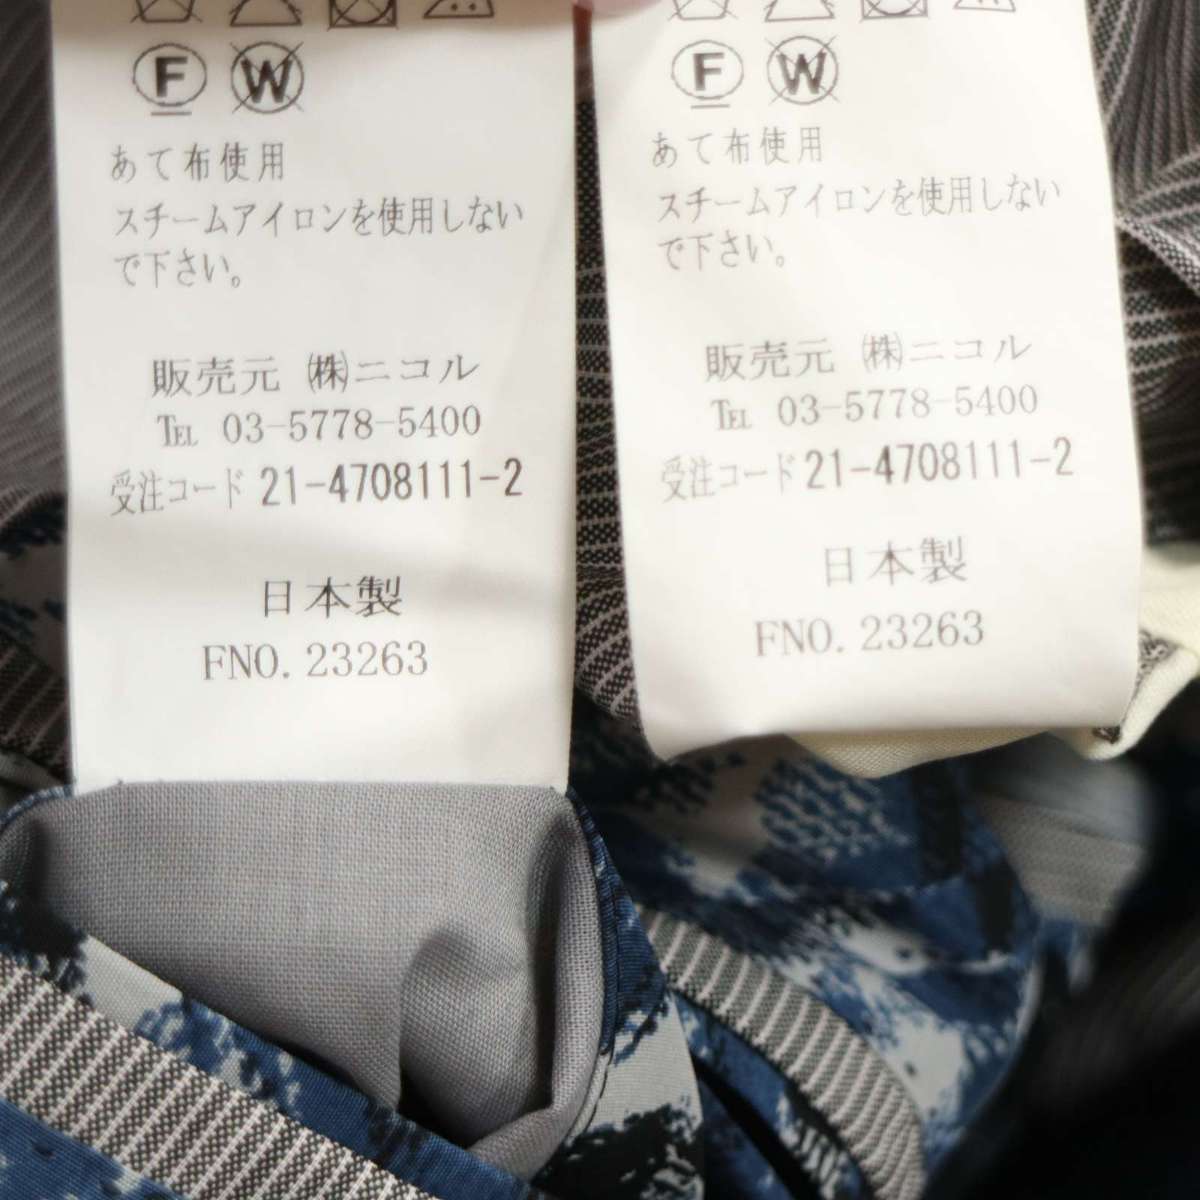 F W
あて布使用
スチームアイロンを使用しない
で下さい。
販売元 ㈱ニコル
℡ 03-5778-5400
受注コード 21-4708111-2
日本製
FNO. 23263
F W
あて布使用
スチームアイロンを使用しない
で下さい。
販売元 ㈱ニコル
℡ 03-5778-5400
受注コード 21-4708111-2
日本製
FNO. 23263